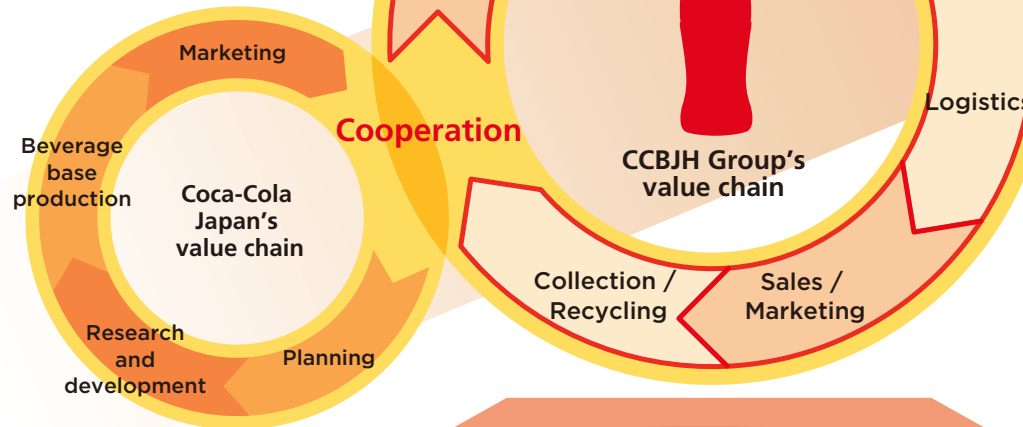 Marketing
Beverage
base
production
Coca-Cola
Japan's
value chain
Research
and
development
Planning
Cooperation
CCBJH Group's
value chain
Logistics
Sales /
Marketing
Collection /
Recycling